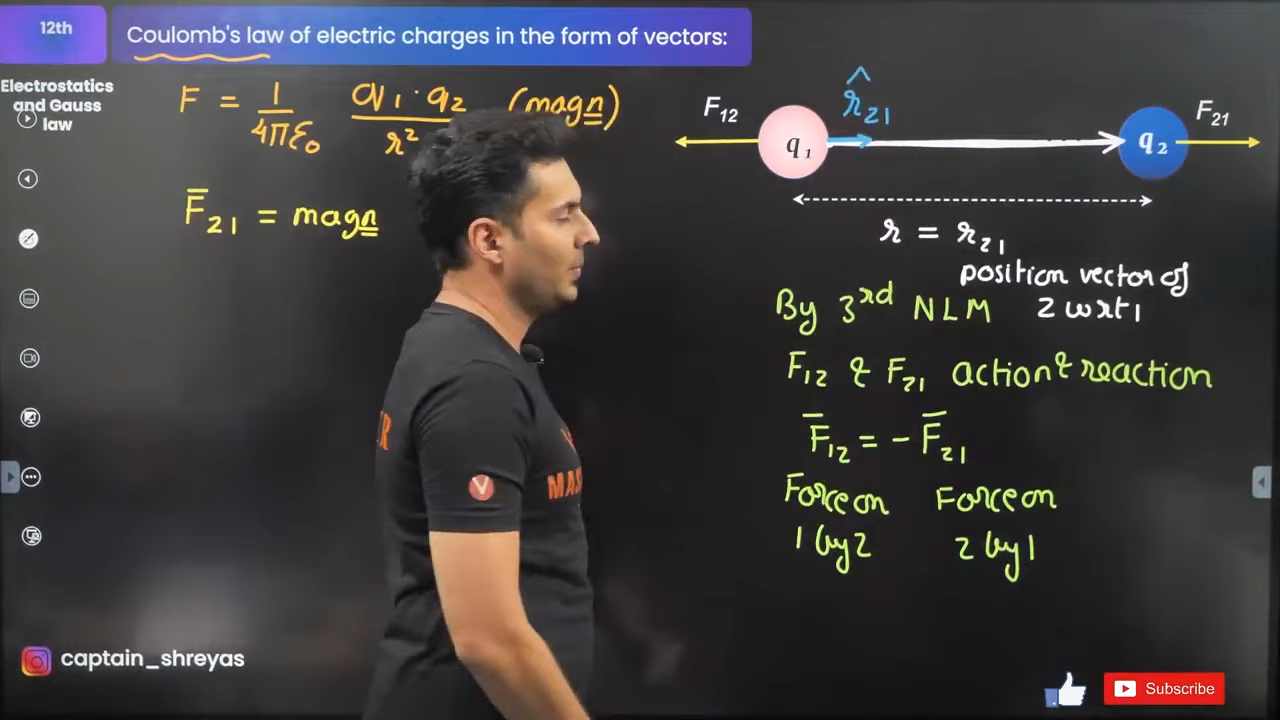 12th
Coulomb's law of electric charges in the form of vectors:
Electrostatics
and Gauss
law
F = 1/4πε₀ q₁·q₂/r² (magn)
F̅₂₁ = magn
r̂₂₁
F₁₂
q₁
q₂
F₂₁
r = r₂₁
position vector of
2 wrt 1
By 3rd NLM
F₁₂ & F₂₁ action & reaction
F̅₁₂ = - F̅₂₁
Force on Force on
1 by 2 2 by 1
V
captain_shreyas
Subscribe